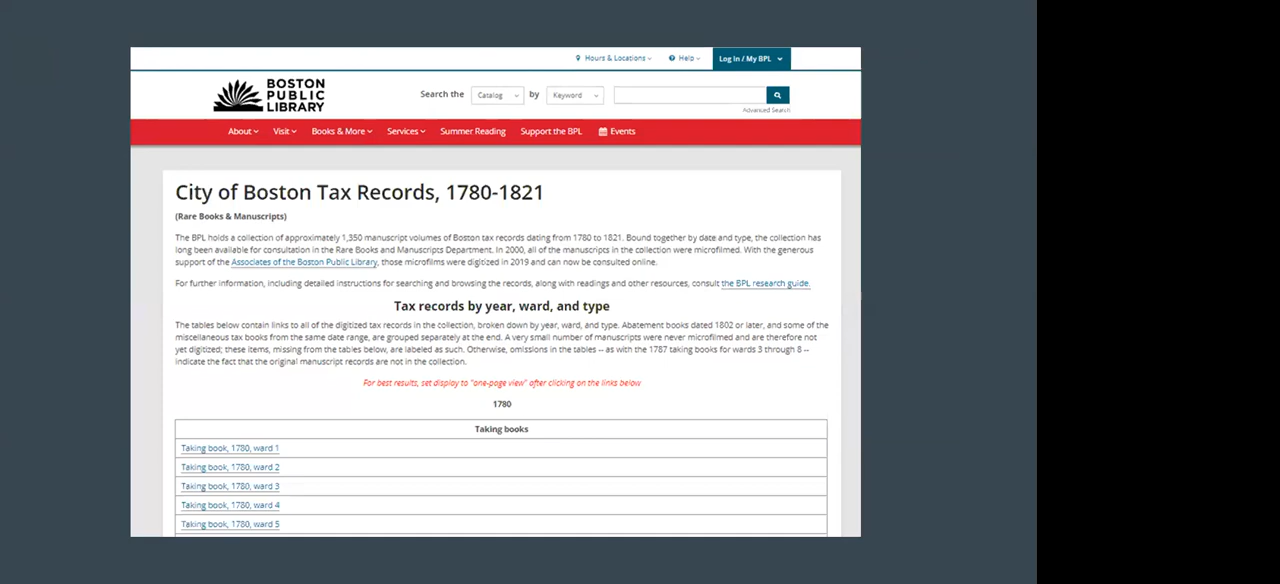 Hours & Locations
Help
Log In / My BPL
BOSTON
PUBLIC
LIBRARY
Search the
Catalog
by
Keyword
Advanced Search
About
Visit
Books & More
Services
Summer Reading
Support the BPL
Events
City of Boston Tax Records, 1780-1821
(Rare Books & Manuscripts)
The BPL holds a collection of approximately 1,350 manuscript volumes of Boston tax records dating from 1780 to 1821. Bound together by date and type, the collection has
long been available for consultation in the Rare Books and Manuscripts Department. In 2000, all of the manuscripts in the collection were microfilmed. With the generous
support of the Associates of the Boston Public Library, those microfilms were digitized in 2019 and can now be consulted online.
For further information, including detailed instructions for searching and browsing the records, along with readings and other resources, consult the BPL research guide.
Tax records by year, ward, and type
The tables below contain links to all of the digitized tax records in the collection, broken down by year, ward, and type. Abatement books dated 1802 or later, and some of the
miscellaneous tax books from the same date range, are grouped separately at the end. A very small number of manuscripts were never microfilmed and are therefore not
yet digitized; these items, missing from the tables below, are labeled as such. Otherwise, omissions in the tables -- as with the 1787 taking books for wards 3 through 8 --
indicate the fact that the original manuscript records are not in the collection.
For best results, set display to "one-page view" after clicking on the links below
1780
Taking books
Taking book, 1780, ward 1
Taking book, 1780, ward 2
Taking book, 1780, ward 3
Taking book, 1780, ward 4
Taking book, 1780, ward 5